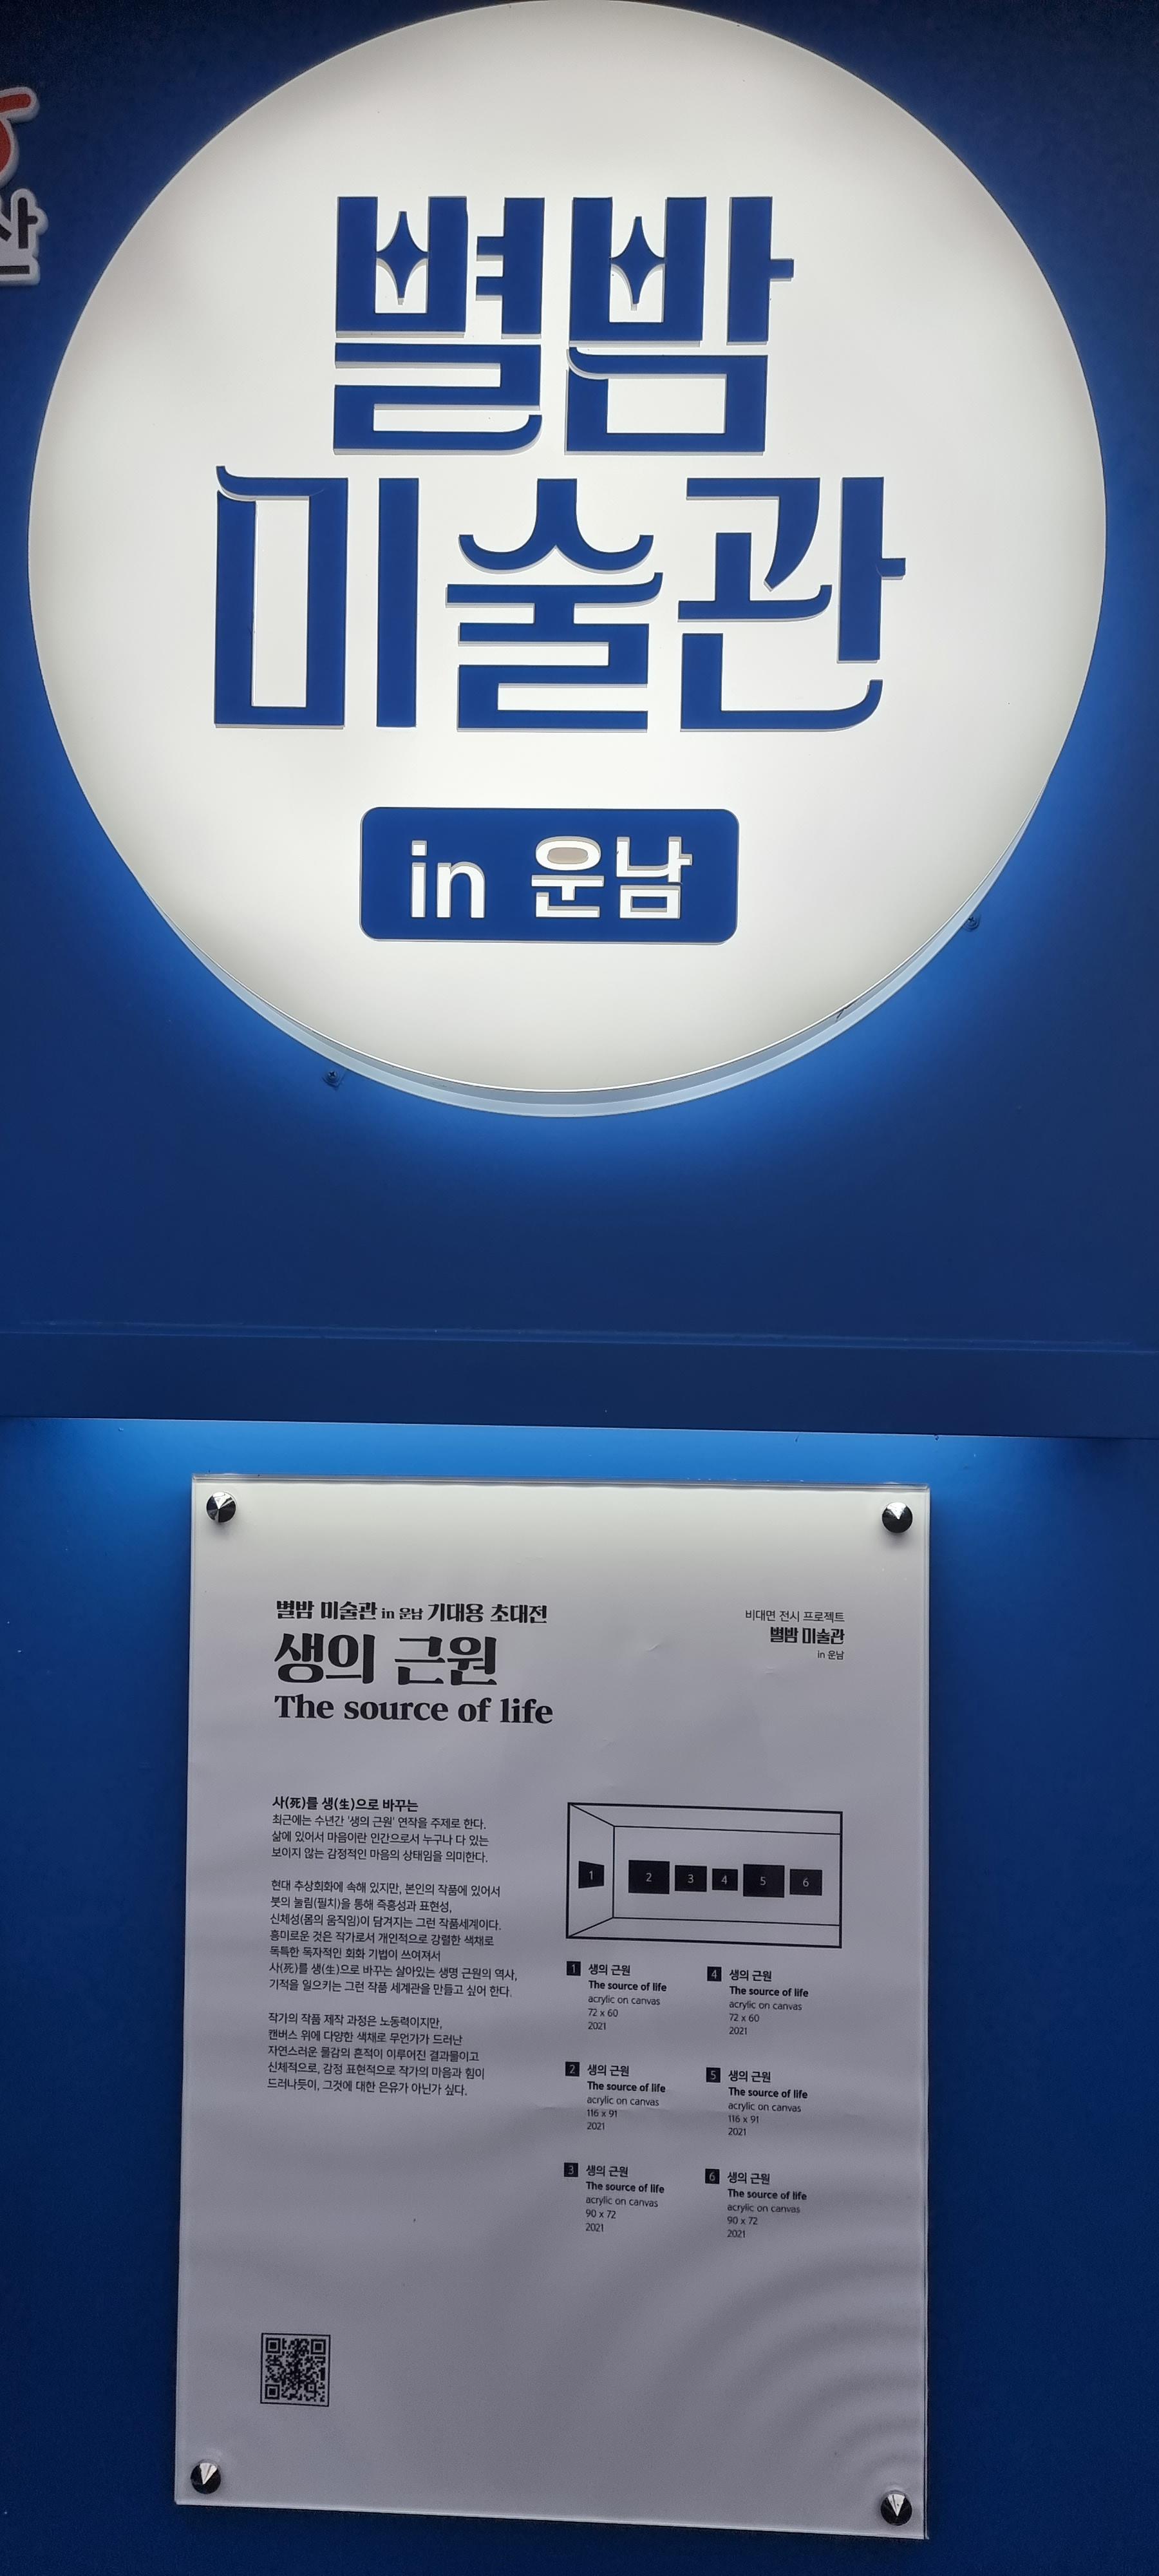 산
별밤
미술관
in 운남
별밤 미술관 in 운남 기대용 초대전
생의 근원
The source of life
비대면 전시 프로젝트
별밤 미술관
in 운남
사(死)를 생(生)으로 바꾸는
최근에는 수년간 '생의 근원' 연작을 주제로 한다.
삶에 있어서 마음이란 인간으로서 누구나 다 있는
보이지 않는 감정적인 마음의 상태임을 의미한다.
현대 추상회화에 속해 있지만, 본인의 작품에 있어서
붓의 눌림(필치)을 통해 즉흥성과 표현성,
신체성(몸의 움직임)이 담겨지는 그런 작품세계이다.
흥미로운 것은 작가로서 개인적으로 강렬한 색채로
독특한 독자적인 회화 기법이 쓰여져서
사(死)를 생(生)으로 바꾸는 살아있는 생명 근원의 역사,
기적을 일으키는 그런 작품 세계관을 만들고 싶어 한다.
작가의 작품 제작 과정은 노동력이지만,
캔버스 위에 다양한 색채로 무언가가 드러난
자연스러운 물감의 흔적이 이루어진 결과물이고
신체적으로, 감정 표현적으로 작가의 마음과 힘이
드러나듯이, 그것에 대한 은유가 아닌가 싶다.
1 2 3 4 5 6
1 생의 근원
The source of life
acrylic on canvas
72 x 60
2021
2 생의 근원
The source of life
acrylic on canvas
116 x 91
2021
3 생의 근원
The source of life
acrylic on canvas
90 x 72
2021
4 생의 근원
The source of life
acrylic on canvas
72 x 60
2021
5 생의 근원
The source of life
acrylic on canvas
116 x 91
2021
6 생의 근원
The source of life
acrylic on canvas
90 x 72
2021